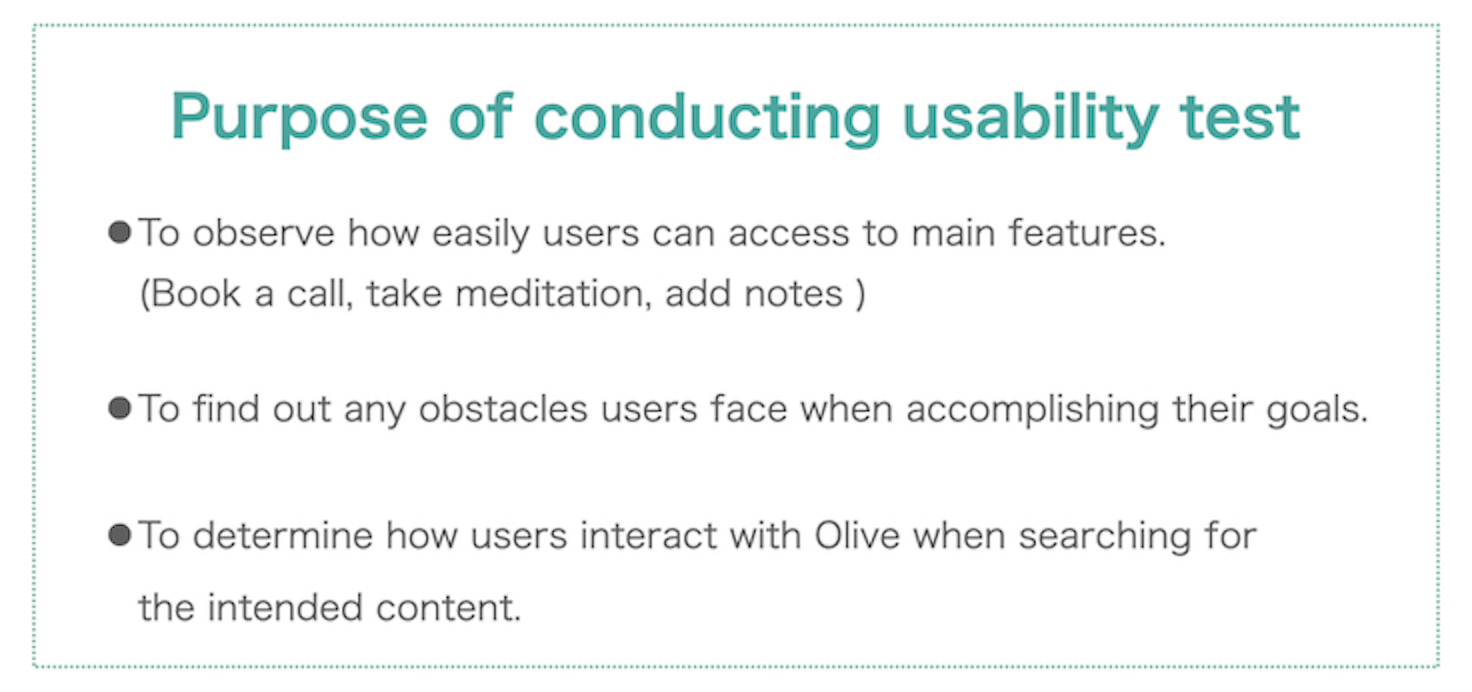 Purpose of conducting usability test
●To observe how easily users can access to main features.
(Book a call, take meditation, add notes )
●To find out any obstacles users face when accomplishing their goals.
●To determine how users interact with Olive when searching for
the intended content.